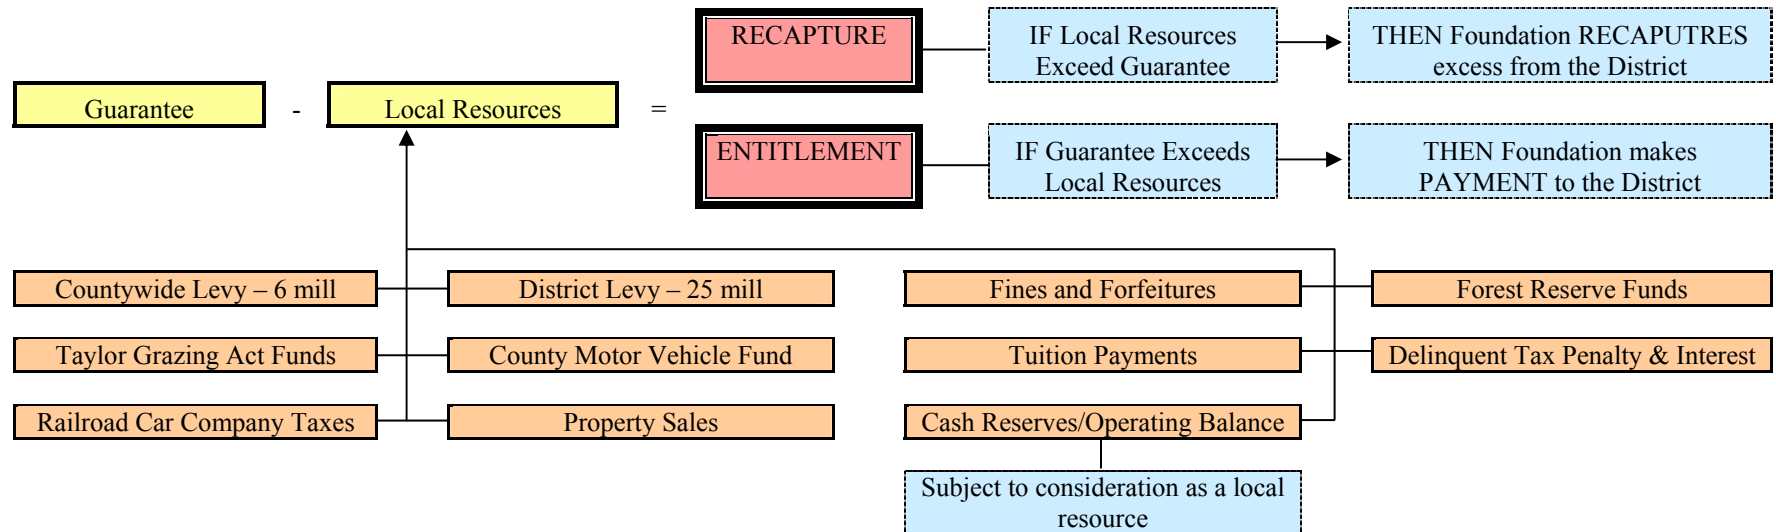 RECAPTURE
IF Local Resources
Exceed Guarantee
THEN Foundation RECAPUTRES
excess from the District
Guarantee
-
Local Resources
=
ENTITLEMENT
IF Guarantee Exceeds
Local Resources
THEN Foundation makes
PAYMENT to the District
Countywide Levy – 6 mill
District Levy – 25 mill
Fines and Forfeitures
Forest Reserve Funds
Taylor Grazing Act Funds
County Motor Vehicle Fund
Tuition Payments
Delinquent Tax Penalty & Interest
Railroad Car Company Taxes
Property Sales
Cash Reserves/Operating Balance
Subject to consideration as a local
resource